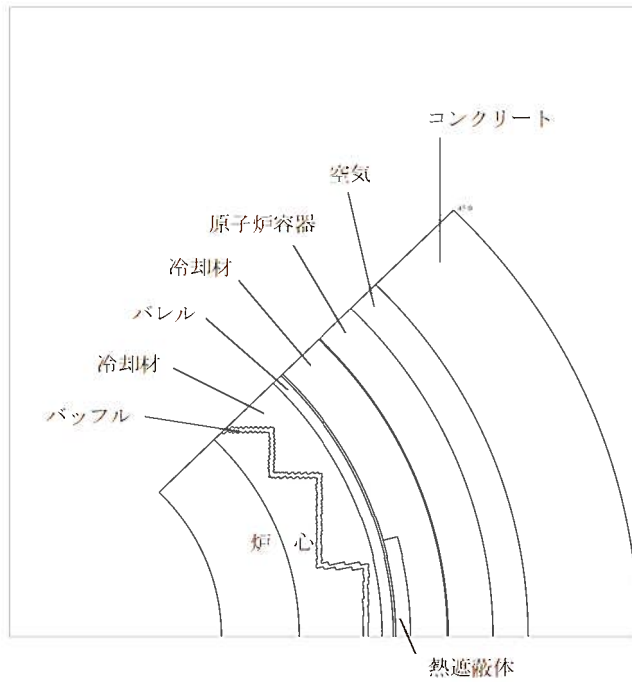 コンクリート
空気
原子炉容器
冷却材
バレル
冷却材
バッフル
炉 心
熱遮蔽体